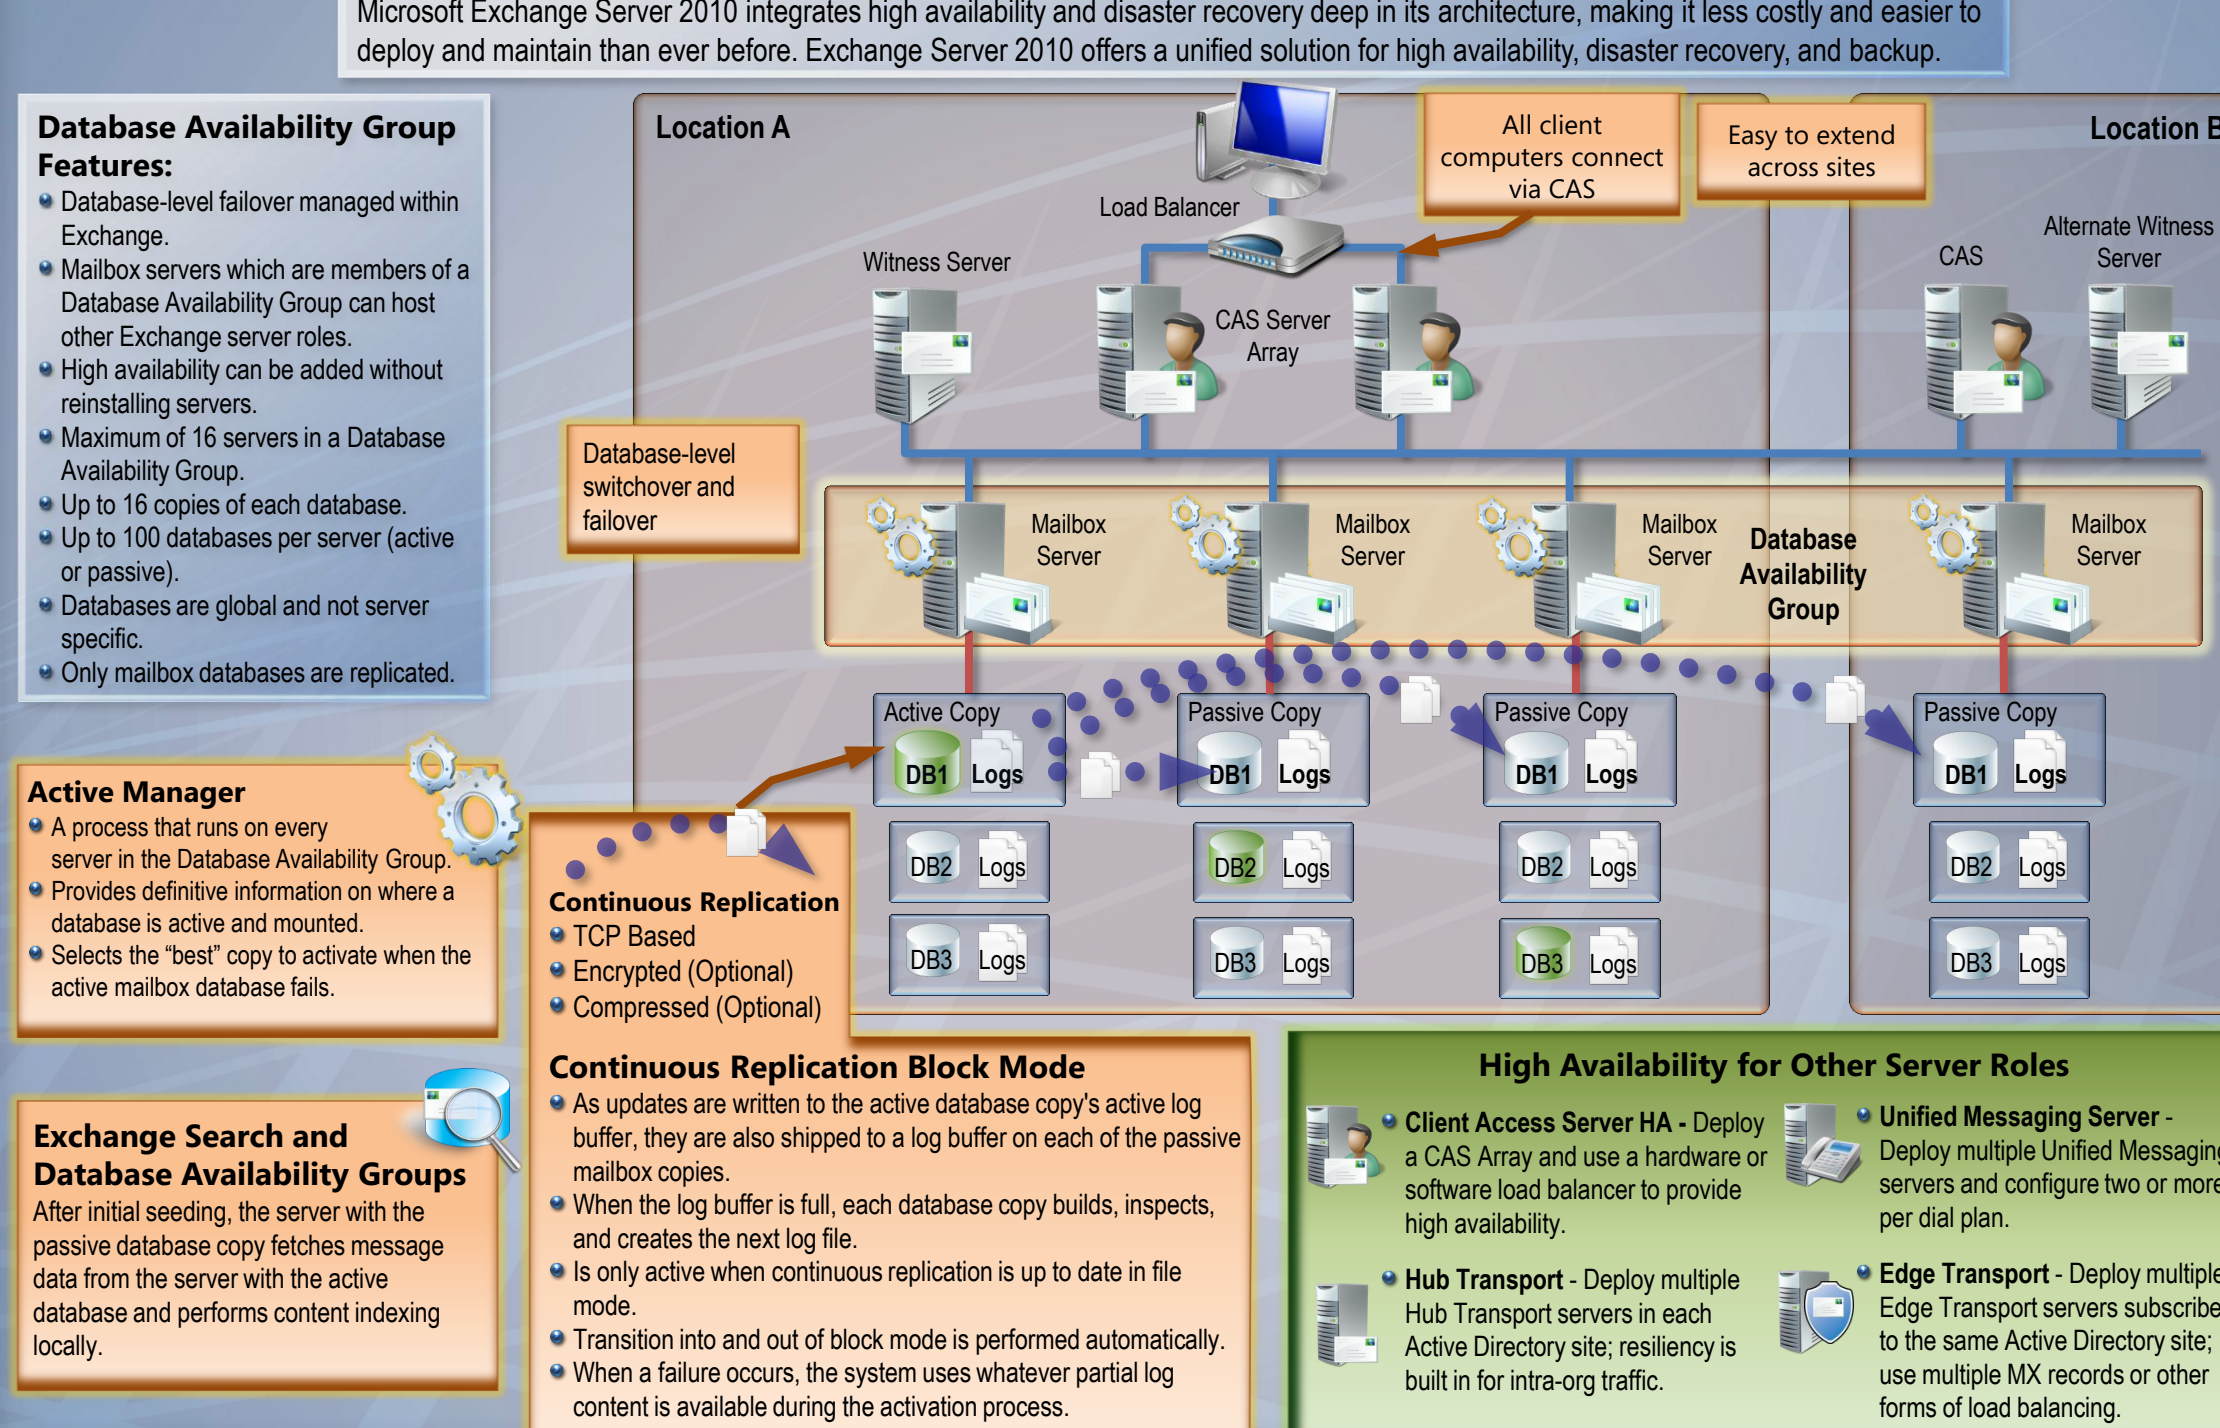 Microsoft Exchange Server 2010 integrates high availability and disaster recovery deep in its architecture, making it less costly and easier to
deploy and maintain than ever before. Exchange Server 2010 offers a unified solution for high availability, disaster recovery, and backup.
Database Availability Group
Features:
Database-level failover managed within
Exchange.
Mailbox servers which are members of a
Database Availability Group can host
other Exchange server roles.
High availability can be added without
reinstalling servers.
Maximum of 16 servers in a Database
Availability Group.
Up to 16 copies of each database.
Up to 100 databases per server (active
or passive).
Databases are global and not server
specific.
Only mailbox databases are replicated.
Location A
Load Balancer
All client
computers connect
via CAS
Easy to extend
across sites
Location B
Witness Server
CAS Server
Array
CAS
Alternate Witness
Server
Database-level
switchover and
failover
Mailbox
Server
Mailbox
Server
Mailbox
Server
Database
Availability
Group
Mailbox
Server
Active Copy
DB1 Logs
DB2 Logs
DB3 Logs
Passive Copy
DB1 Logs
DB2 Logs
DB3 Logs
Passive Copy
DB1 Logs
DB2 Logs
DB3 Logs
Passive Copy
DB1 Logs
DB2 Logs
DB3 Logs
Active Manager
A process that runs on every
server in the Database Availability Group.
Provides definitive information on where a
database is active and mounted.
Selects the “best” copy to activate when the
active mailbox database fails.
Continuous Replication
TCP Based
Encrypted (Optional)
Compressed (Optional)
Exchange Search and
Database Availability Groups
After initial seeding, the server with the
passive database copy fetches message
data from the server with the active
database and performs content indexing
locally.
Continuous Replication Block Mode
As updates are written to the active database copy's active log
buffer, they are also shipped to a log buffer on each of the passive
mailbox copies.
When the log buffer is full, each database copy builds, inspects,
and creates the next log file.
Is only active when continuous replication is up to date in file
mode.
Transition into and out of block mode is performed automatically.
When a failure occurs, the system uses whatever partial log
content is available during the activation process.
High Availability for Other Server Roles
Client Access Server HA - Deploy
a CAS Array and use a hardware or
software load balancer to provide
high availability.
Hub Transport - Deploy multiple
Hub Transport servers in each
Active Directory site; resiliency is
built in for intra-org traffic.
Unified Messaging Server -
Deploy multiple Unified Messaging
servers and configure two or more
per dial plan.
Edge Transport - Deploy multiple
Edge Transport servers subscribe
to the same Active Directory site;
use multiple MX records or other
forms of load balancing.